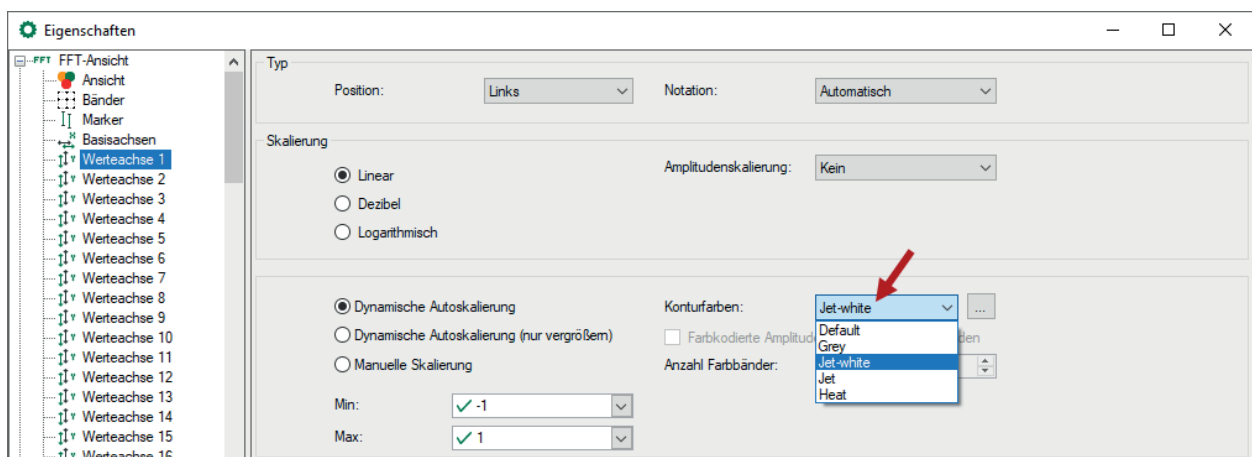 Eigenschaften
FFT FFT-Ansicht
Ansicht
Bänder
Marker
Basisachsen
Werteachse 1
Werteachse 2
Werteachse 3
Werteachse 4
Werteachse 5
Werteachse 6
Werteachse 7
Werteachse 8
Werteachse 9
Werteachse 10
Werteachse 11
Werteachse 12
Werteachse 13
Werteachse 14
Werteachse 15
Werteachse 16
Typ
Position: Links Notation: Automatisch
Skalierung
Linear
Dezibel
Logarithmisch
Amplitudenskalierung: Kein
Dynamische Autoskalierung
Dynamische Autoskalierung (nur vergrößern)
Manuelle Skalierung
Min: -1
Max: 1
Konturfarben: Jet-white ...
Default
Grey
Jet-white
Jet
Heat
Farbkodierte
Anzahl Farbbänder: